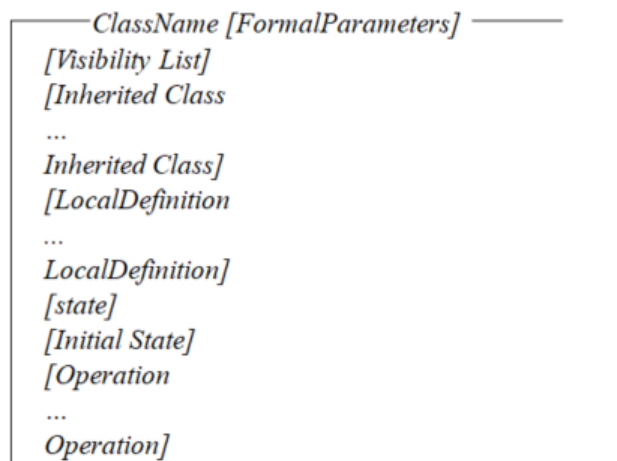 ClassName [FormalParameters]
[Visibility List]
[Inherited Class
...
Inherited Class]
[LocalDefinition
...
LocalDefinition]
[state]
[Initial State]
[Operation
...
Operation]